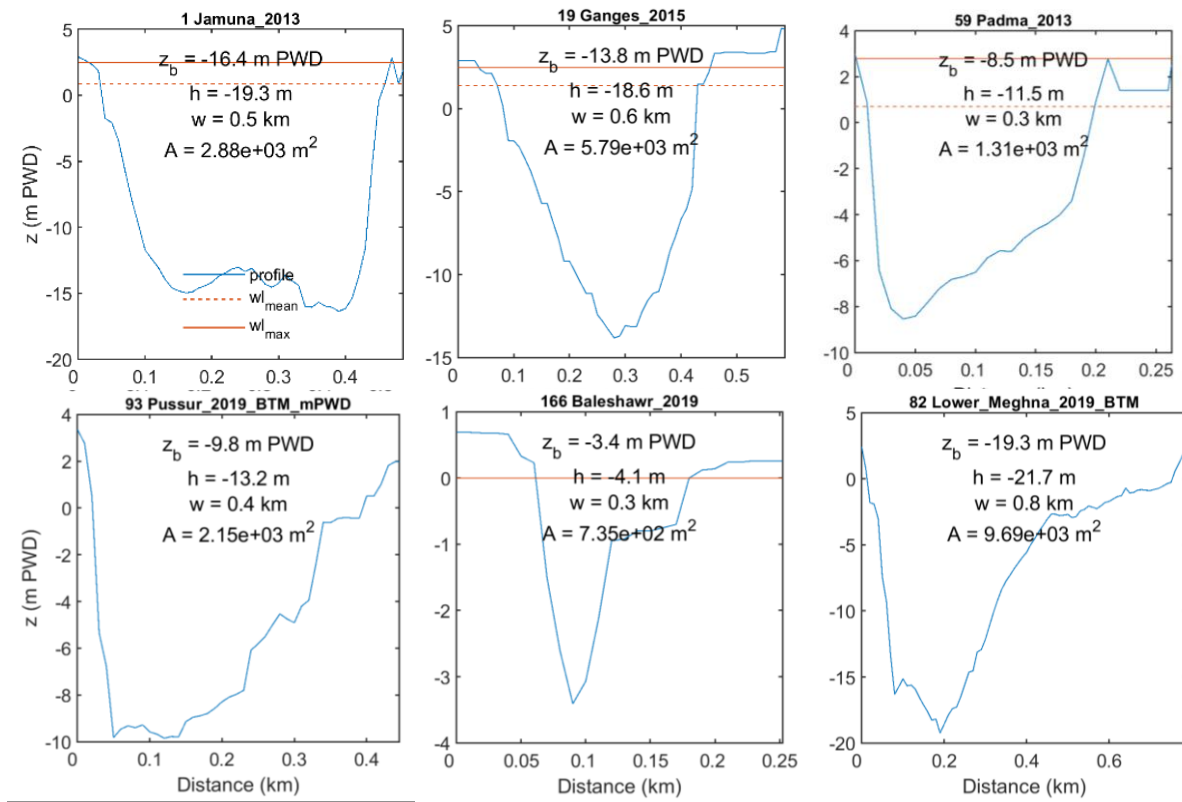 1 Jamuna_2013
z_b = -16.4 m PWD
h = -19.3 m
w = 0.5 km
A = 2.88e+03 m^2
z (m PWD)
5
0
-5
-10
-15
-20
profile
wl_mean
wl_max
0
0.1
0.2
0.3
0.4
19 Ganges_2015
z_b = -13.8 m PWD
h = -18.6 m
w = 0.6 km
A = 5.79e+03 m^2
5
0
-5
-10
-15
0
0.1
0.2
0.3
0.4
0.5
59 Padma_2013
z_b = -8.5 m PWD
h = -11.5 m
w = 0.3 km
A = 1.31e+03 m^2
4
2
0
-2
-4
-6
-8
-10
0
0.05
0.1
0.15
0.2
0.25
93 Pussur_2019_BTM_mPWD
z_b = -9.8 m PWD
h = -13.2 m
w = 0.4 km
A = 2.15e+03 m^2
z (m PWD)
4
2
0
-2
-4
-6
-8
-10
0
0.1
0.2
0.3
0.4
Distance (km)
166 Baleshawr_2019
z_b = -3.4 m PWD
h = -4.1 m
w = 0.3 km
A = 7.35e+02 m^2
1
0
-1
-2
-3
-4
0
0.05
0.1
0.15
0.2
0.25
Distance (km)
82 Lower_Meghna_2019_BTM
z_b = -19.3 m PWD
h = -21.7 m
w = 0.8 km
A = 9.69e+03 m^2
5
0
-5
-10
-15
-20
0
0.2
0.4
0.6
Distance (km)